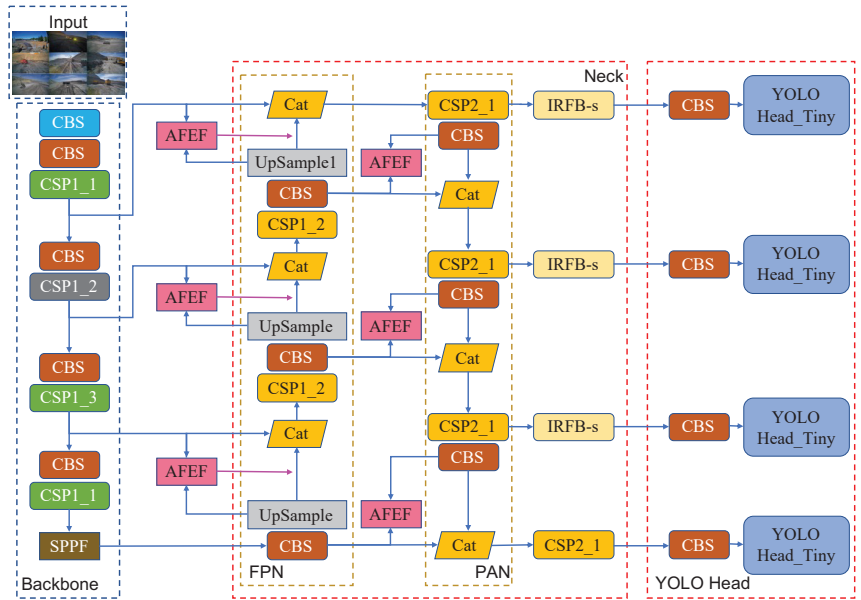 Input
CBS
CBS
CSP1_1
CBS
CSP1_2
CBS
CSP1_3
CBS
CSP1_1
SPPF
Backbone
Neck
AFEF
Cat
UpSample1
CBS
CSP1_2
AFEF
Cat
UpSample
CBS
CSP1_2
AFEF
Cat
UpSample
CBS
FPN
AFEF
AFEF
AFEF
CSP2_1
CBS
Cat
CSP2_1
CBS
Cat
CSP2_1
CBS
Cat
PAN
IRFB-s
IRFB-s
IRFB-s
CSP2_1
CBS
YOLO
Head_Tiny
CBS
YOLO
Head_Tiny
CBS
YOLO
Head_Tiny
CBS
YOLO
Head_Tiny
YOLO Head